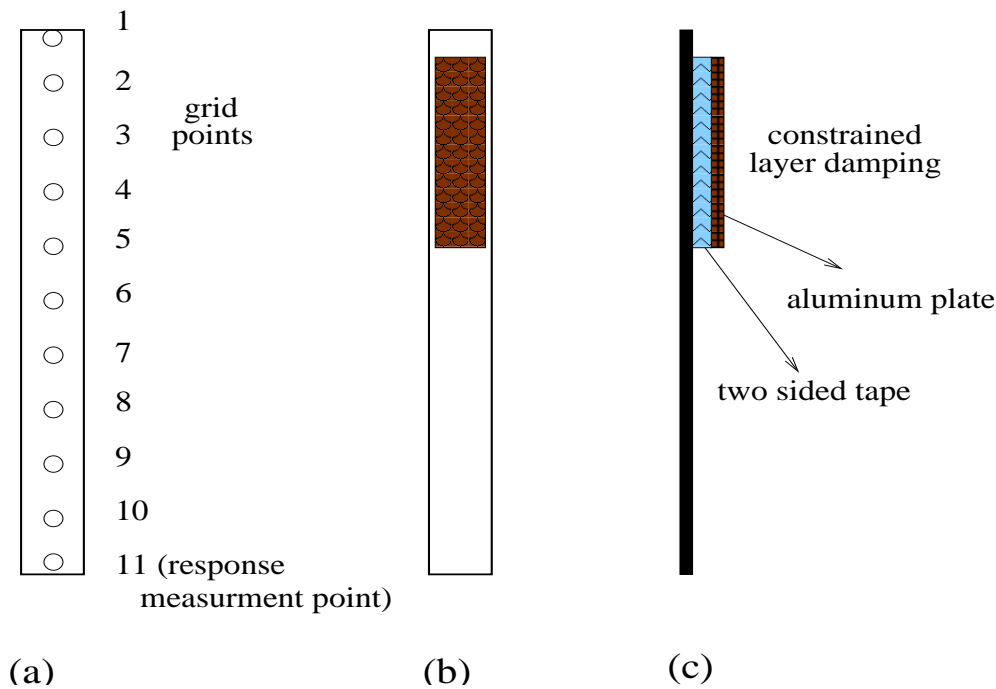 1
2
3
4
5
6
7
8
9
10
11 (response
measurment point)
grid
points
constrained
layer damping
aluminum plate
two sided tape
(a)
(b)
(c)